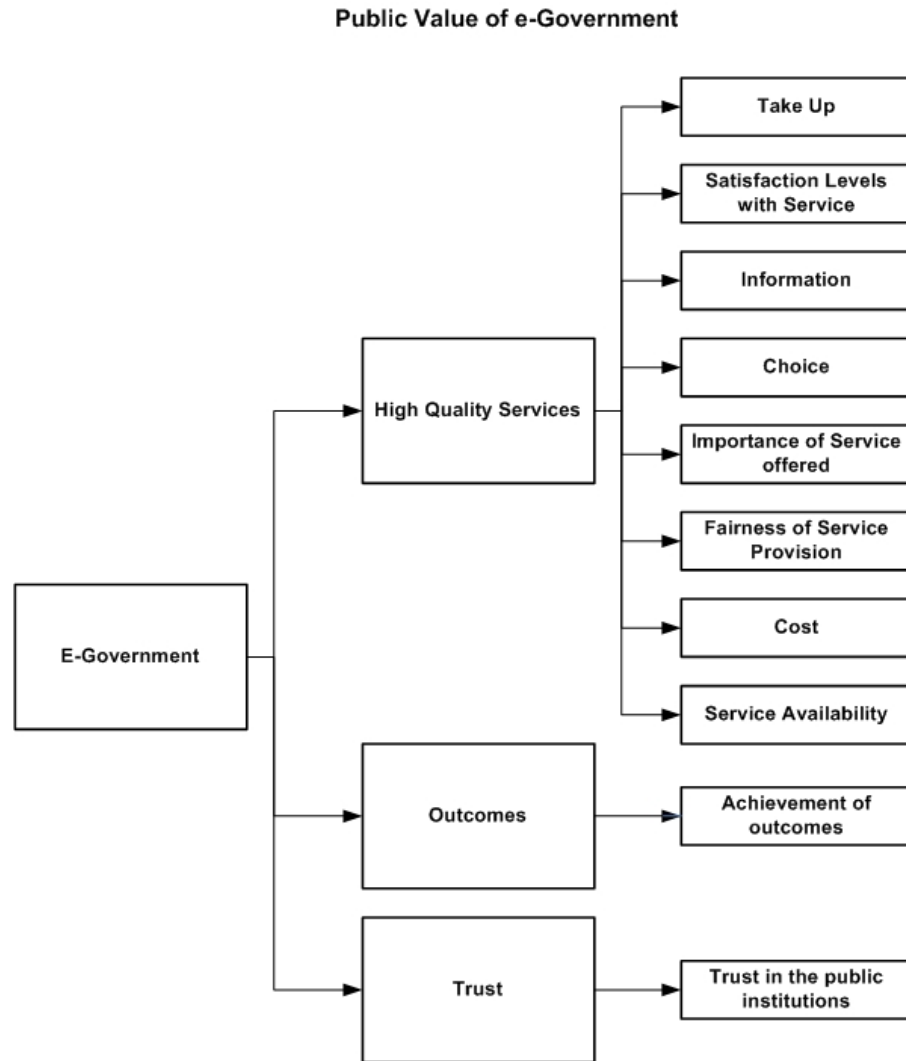 Public Value of e-Government
Take Up
Satisfaction Levels
with Service
Information
High Quality Services
Choice
Importance of Service
offered
Fairness of Service
Provision
E-Government
Cost
Service Availability
Outcomes
Achievement of
outcomes
Trust
Trust in the public
institutions